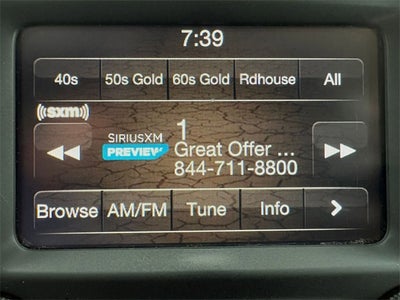 7:39
40s 50s Gold 60s Gold Rdhouse All
((sxm))
1
SIRIUSXM
PREVIEW
Great Offer ...
844-711-8800
Browse AM/FM Tune Info >